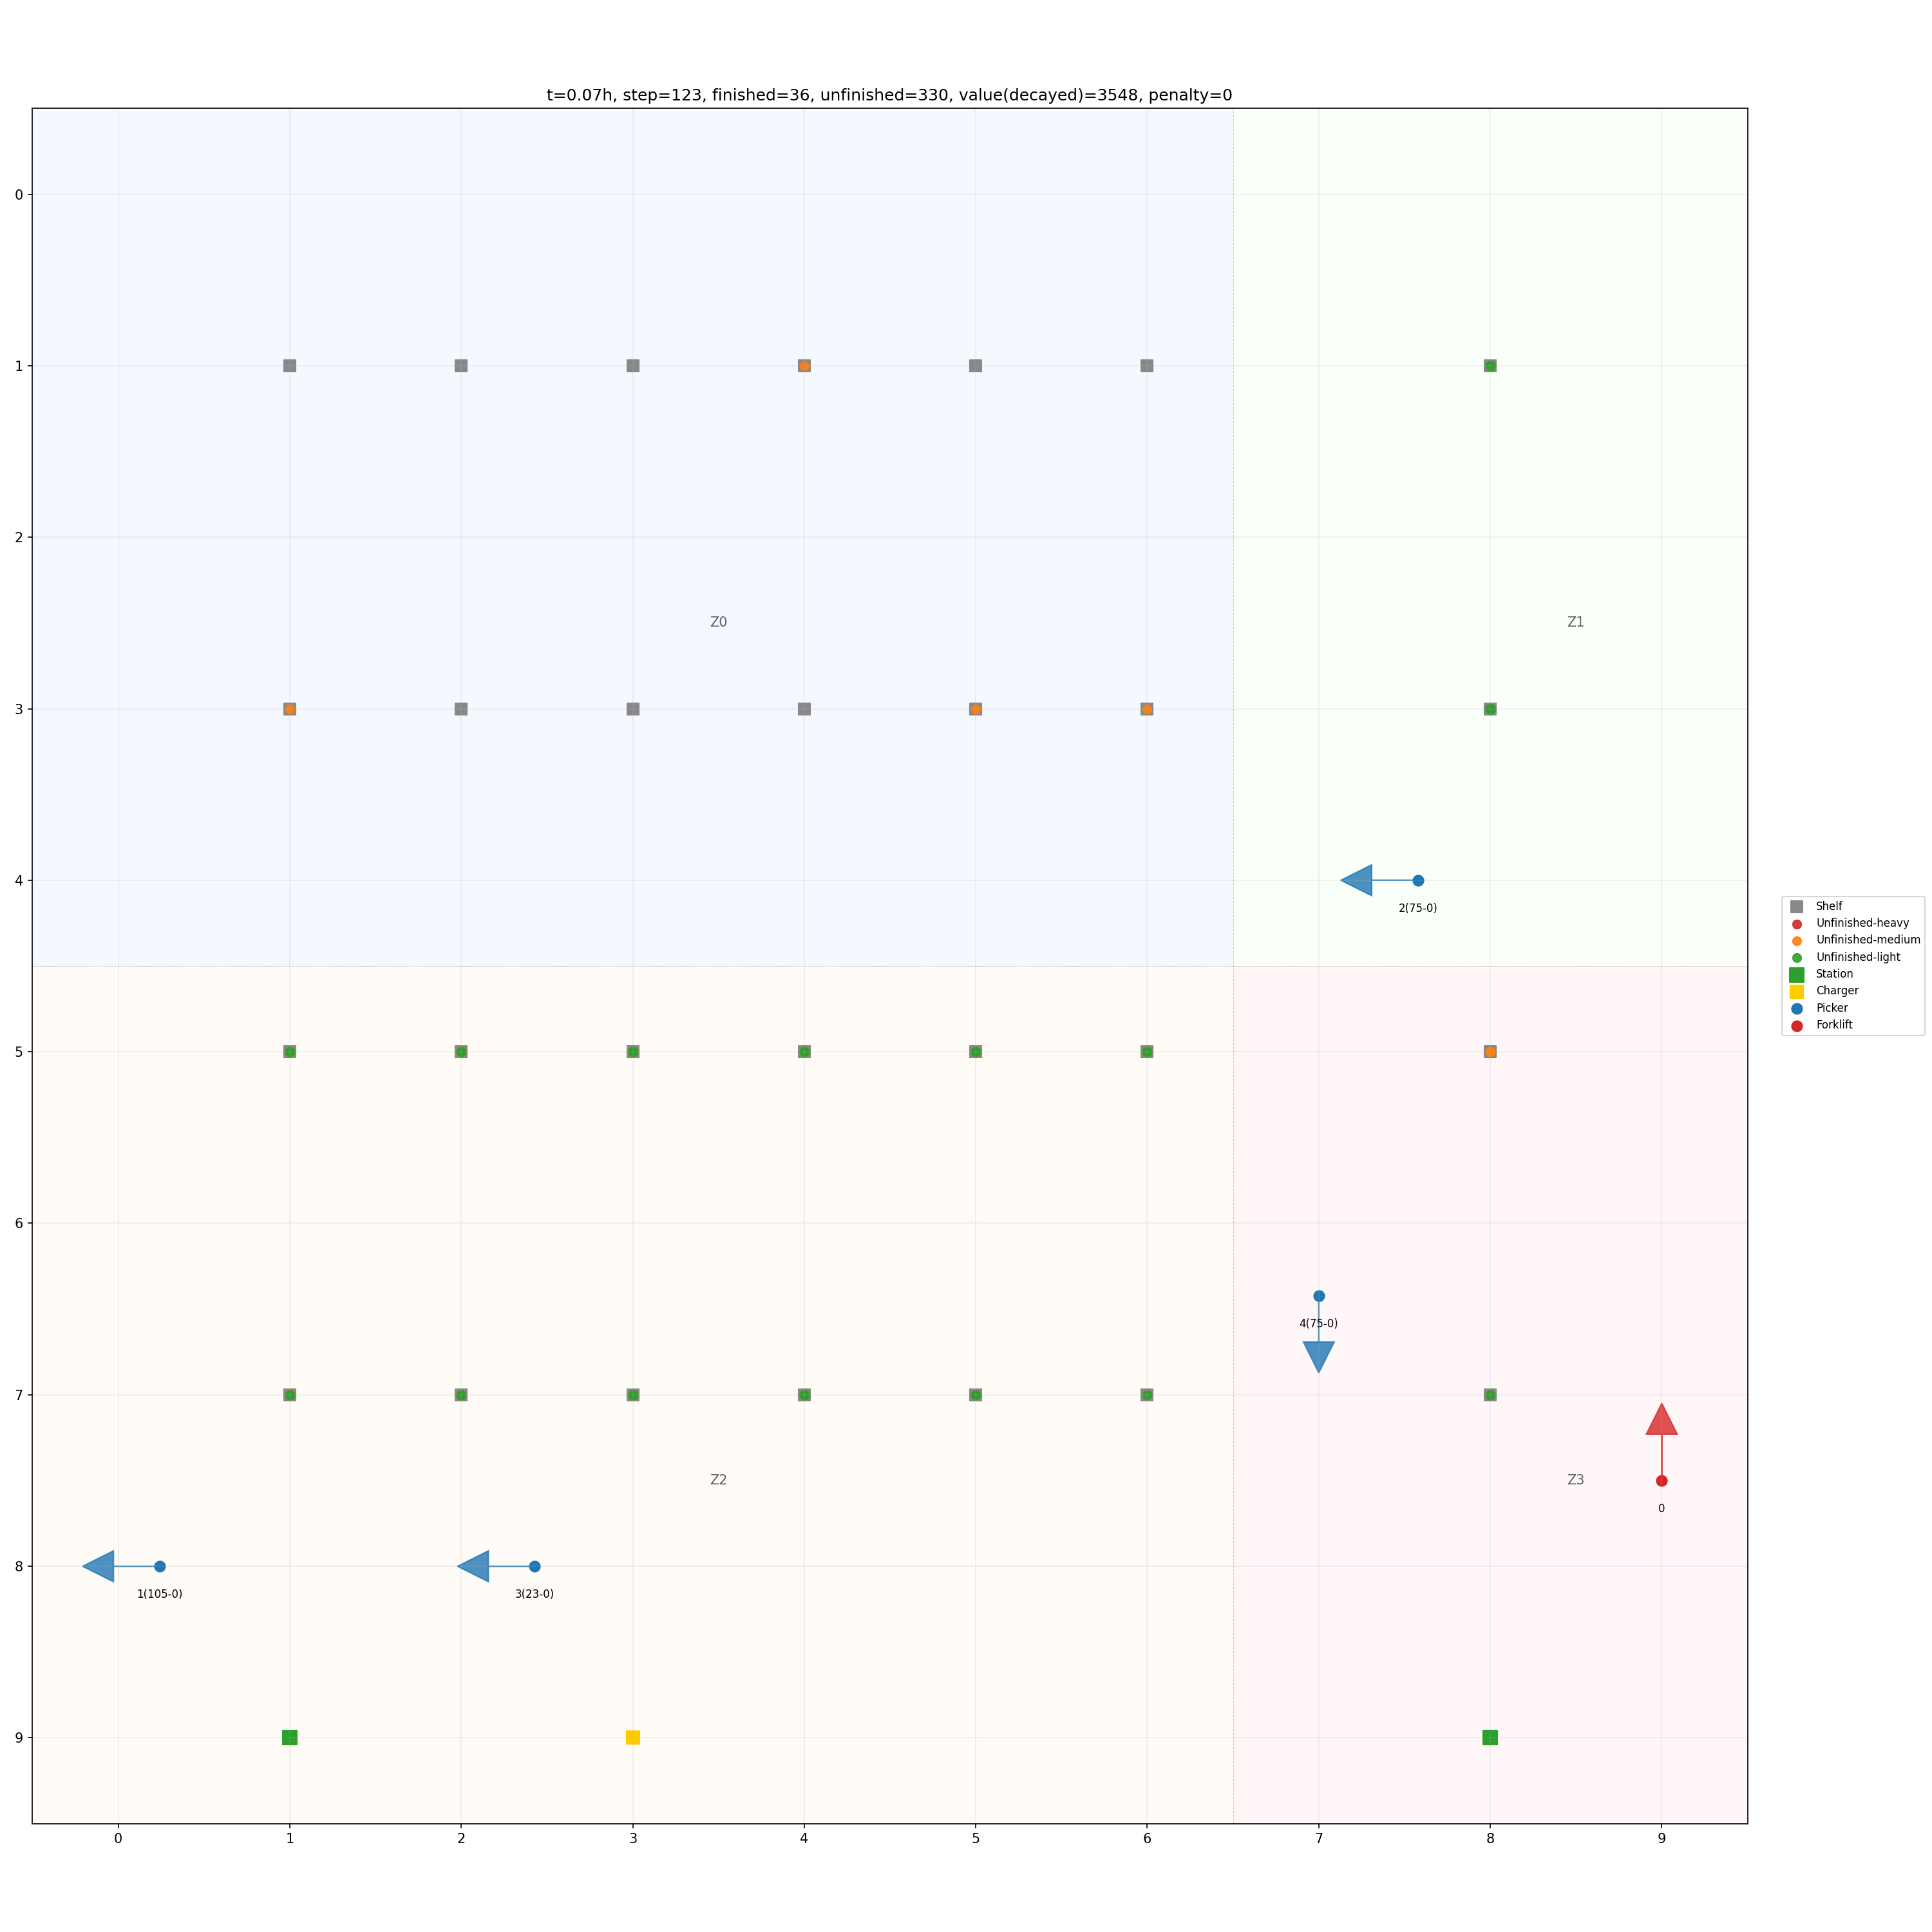 t=0.07h, step=123, finished=36, unfinished=330, value(decayed)=3548, penalty=0
0
1
2
Z0
Z1
3
4
2(75-0)
Shelf
Unfinished-heavy
Unfinished-medium
Unfinished-light
Station
Charger
Picker
Forklift
5
6
4(75-0)
7
Z2
Z3
0
8
1(105-0)
3(23-0)
9
0 1 2 3 4 5 6 7 8 9